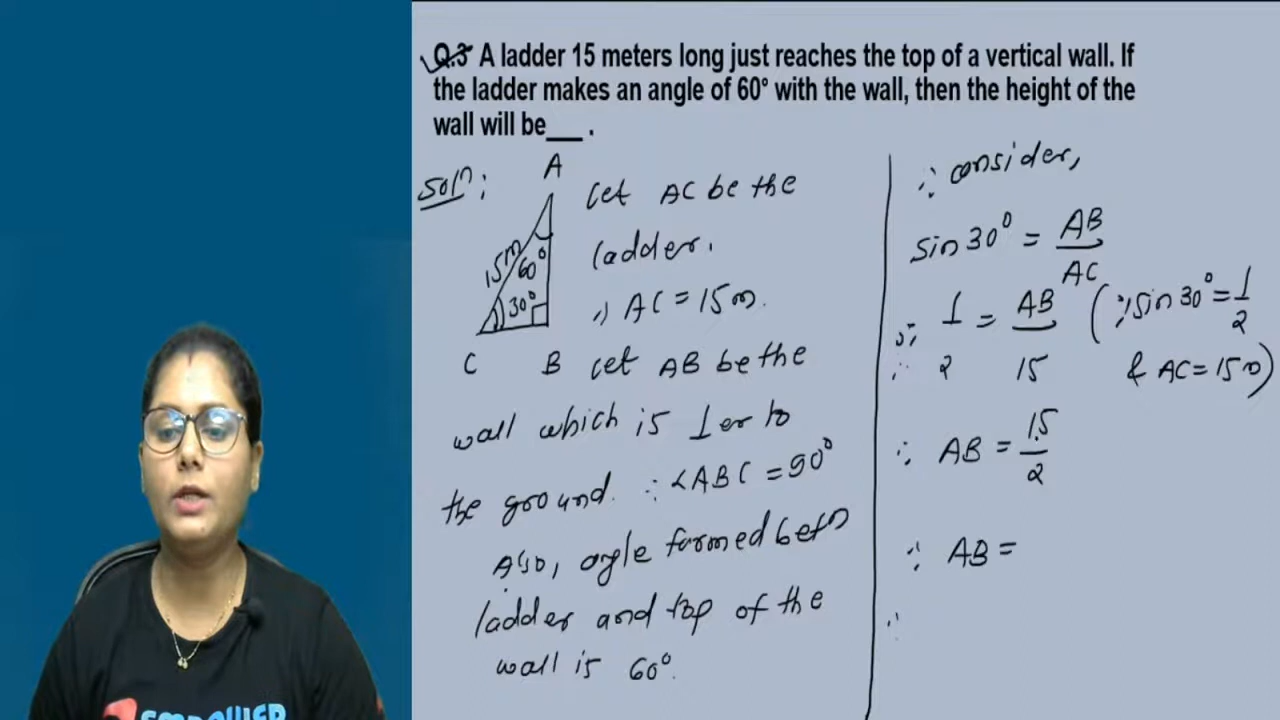 Q.3 A ladder 15 meters long just reaches the top of a vertical wall. If
the ladder makes an angle of 60° with the wall, then the height of the
wall will be___ .
Soln:
A
15m
60°
30°
C
B
Let AC be the
ladder.
∴ AC = 15m.
Let AB be the
wall which is ⊥er to
the ground. ∴ ∠ABC = 90°
Also, angle formed betn
ladder and top of the
wall is 60°.
∴ consider,
sin 30° = AB/AC
∴ 1/2 = AB/15 (∵ sin 30° = 1/2
& AC = 15m)
∴ AB = 15/2
∴ AB =
∴
EMPOWER